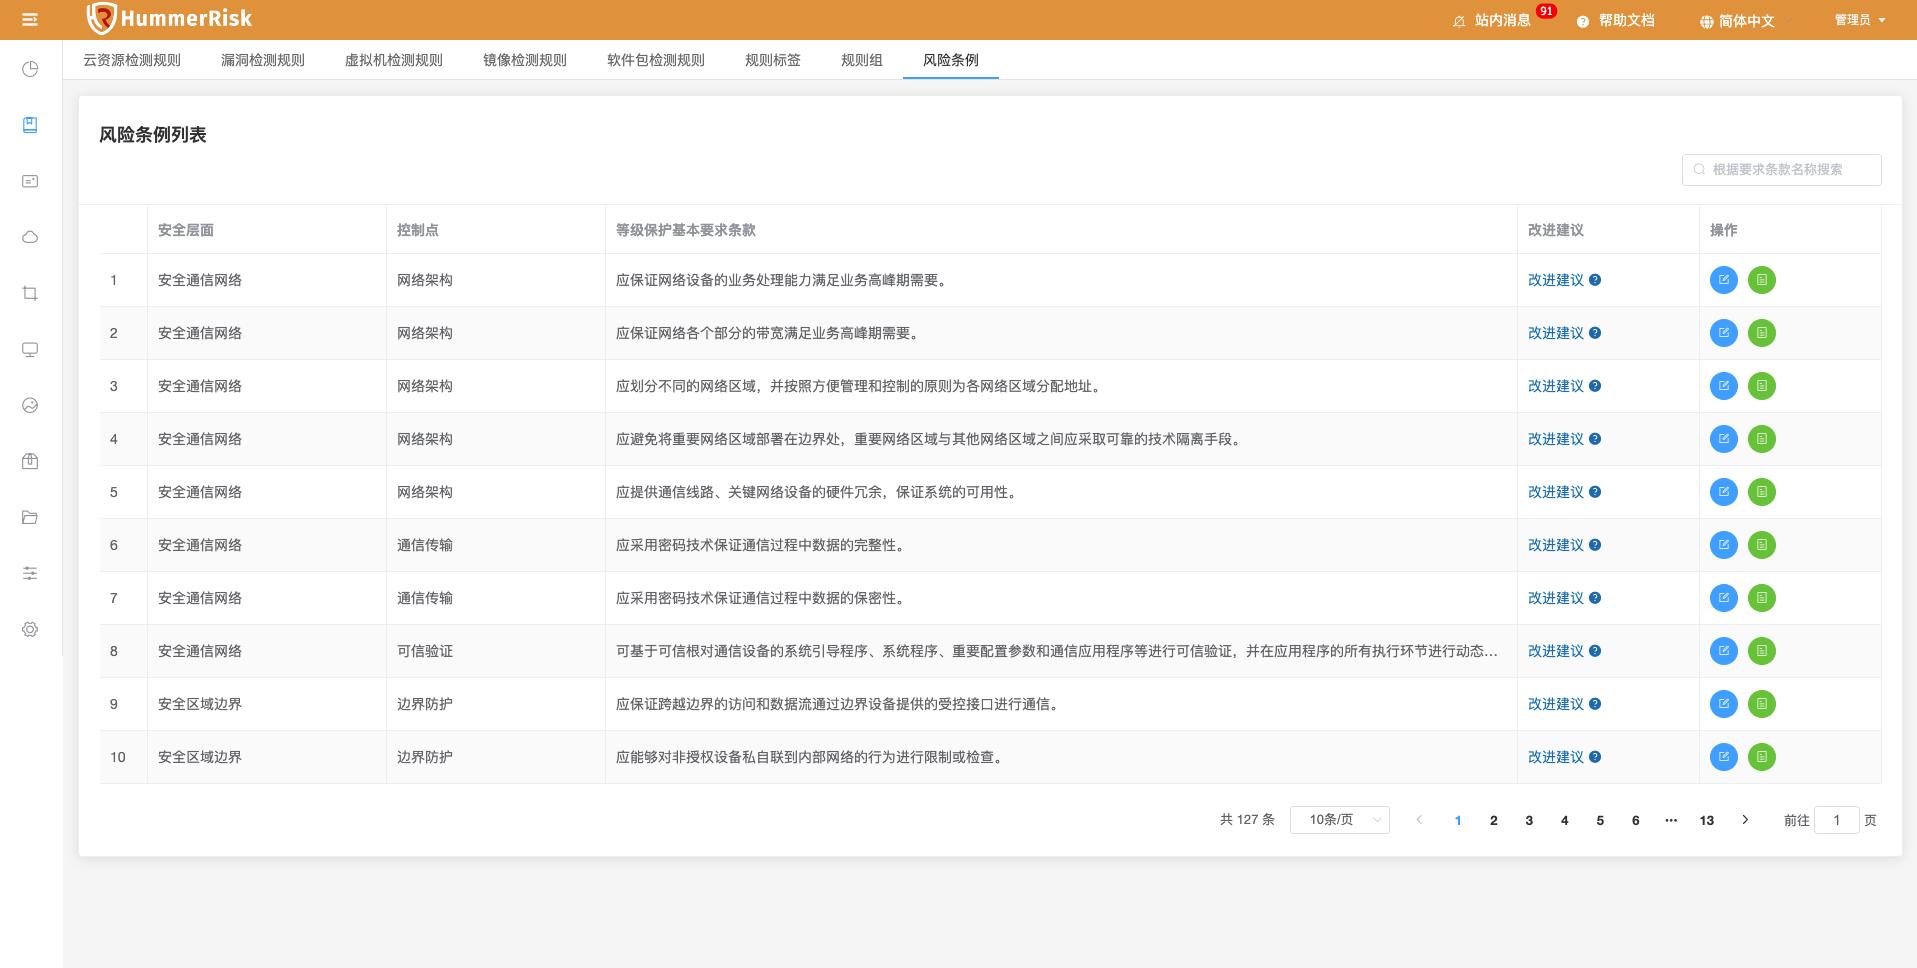 HummerRisk
站内消息 91 帮助文档 简体中文 管理员
云资源检测规则 漏洞检测规则 虚拟机检测规则 镜像检测规则 软件包检测规则 规则标签 规则组 风险条例
风险条例列表
根据要求条款名称搜索
安全层面 控制点 等级保护基本要求条款 改进建议 操作
1 安全通信网络 网络架构 应保证网络设备的业务处理能力满足业务高峰期需要。 改进建议
2 安全通信网络 网络架构 应保证网络各个部分的带宽满足业务高峰期需要。 改进建议
3 安全通信网络 网络架构 应划分不同的网络区域，并按照方便管理和控制的原则为各网络区域分配地址。 改进建议
4 安全通信网络 网络架构 应避免将重要网络区域部署在边界处，重要网络区域与其他网络区域之间应采取可靠的技术隔离手段。 改进建议
5 安全通信网络 网络架构 应提供通信线路、关键网络设备的硬件冗余，保证系统的可用性。 改进建议
6 安全通信网络 通信传输 应采用密码技术保证通信过程中数据的完整性。 改进建议
7 安全通信网络 通信传输 应采用密码技术保证通信过程中数据的保密性。 改进建议
8 安全通信网络 可信验证 可基于可信根对通信设备的系统引导程序、系统程序、重要配置参数和通信应用程序等进行可信验证，并在应用程序的所有执行环节进行动态... 改进建议
9 安全区域边界 边界防护 应保证跨越边界的访问和数据流通过边界设备提供的受控接口进行通信。 改进建议
10 安全区域边界 边界防护 应能够对非授权设备私自联到内部网络的行为进行限制或检查。 改进建议
共 127 条 10条/页 1 2 3 4 5 6 ... 13 前往 1 页